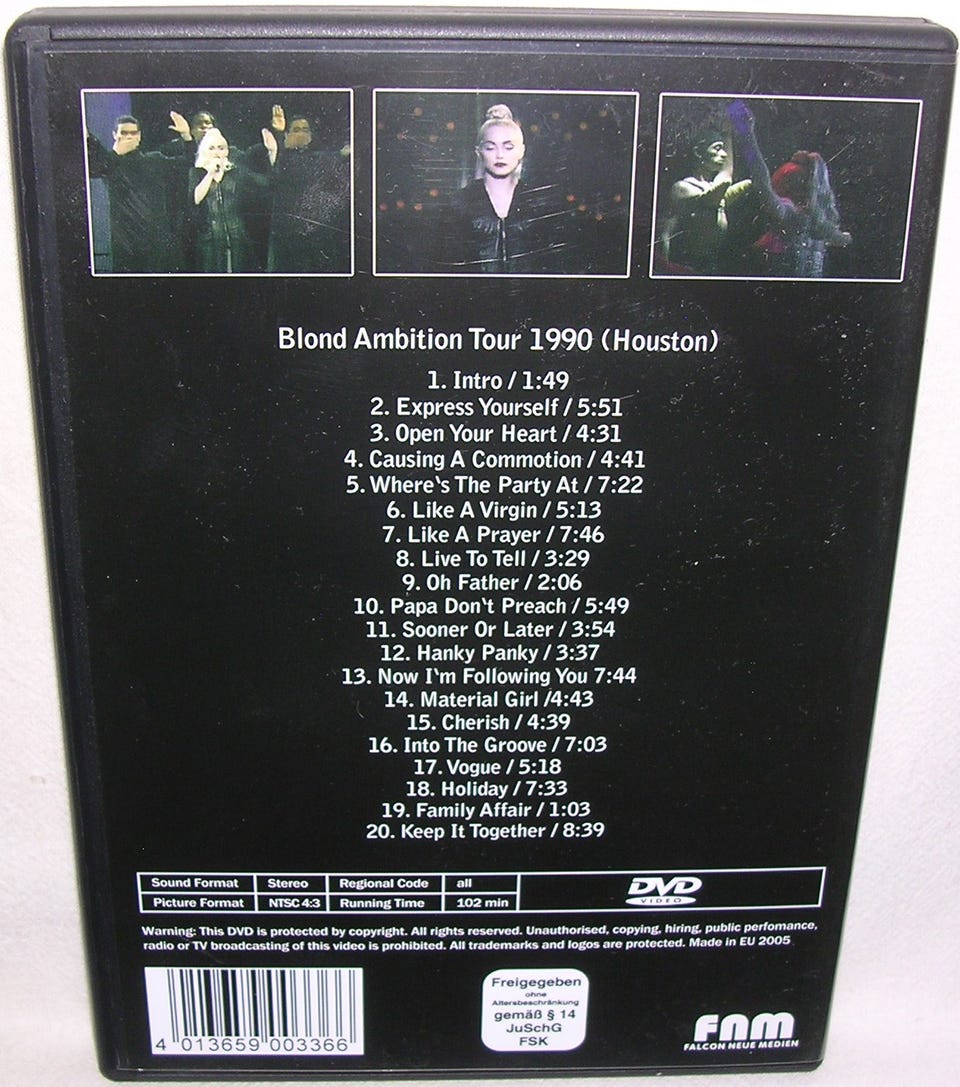 Blond Ambition Tour 1990 (Houston)
1. Intro / 1:49
2. Express Yourself / 5:51
3. Open Your Heart / 4:31
4. Causing A Commotion / 4:41
5. Where's The Party At / 7:22
6. Like A Virgin / 5:13
7. Like A Prayer / 7:46
8. Live To Tell / 3:29
9. Oh Father / 2:06
10. Papa Don't Preach / 5:49
11. Sooner Or Later / 3:54
12. Hanky Panky / 3:37
13. Now I'm Following You 7:44
14. Material Girl /4:43
15. Cherish / 4:39
16. Into The Groove / 7:03
17. Vogue / 5:18
18. Holiday / 7:33
19. Family Affair / 1:03
20. Keep It Together / 8:39
Sound Format Stereo Regional Code all
Picture Format NTSC 4:3 Running Time 102 min
DVD
VIDEO
Warning: This DVD is protected by copyright. All rights reserved. Unauthorised, copying, hiring, public perfomance,
radio or TV broadcasting of this video is prohibited. All trademarks and logos are protected. Made in EU 2005
4 013659 003366
Freigegeben
ohne
Altersbeschränkung
gemäß § 14
JuSchG
FSK
FNM
FALCON NEUE MEDIEN